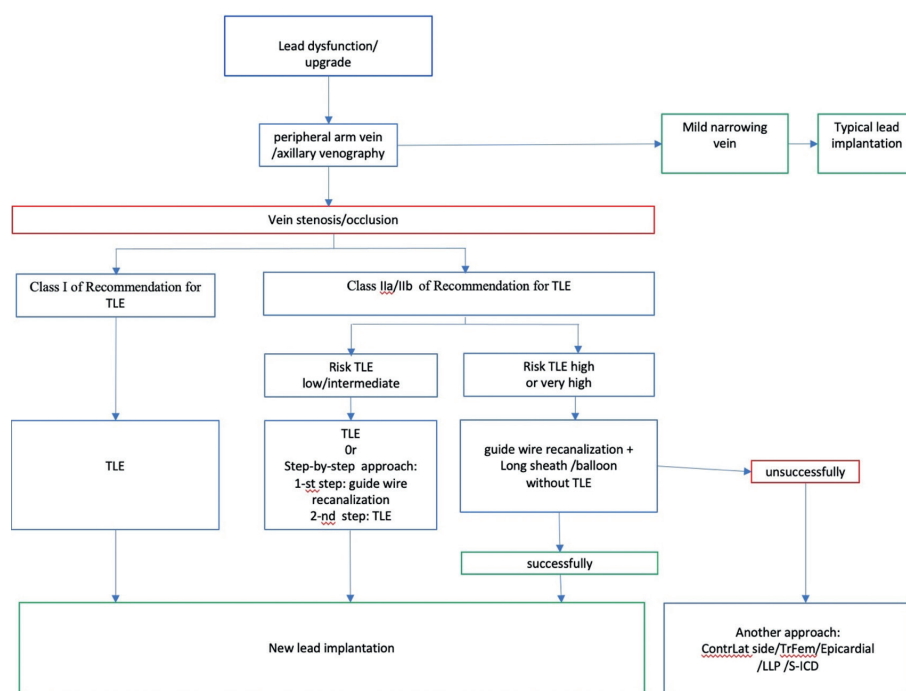 Lead dysfunction/
upgrade
peripheral arm vein
/axillary venography
Mild narrowing
vein
Typical lead
implantation
Vein stenosis/occlusion
Class I of Recommendation for
TLE
Class IIa/IIb of Recommendation for TLE
Risk TLE
low/intermediate
Risk TLE high
or very high
TLE
TLE
0r
Step-by-step approach:
1-st step: guide wire
recanalization
2-nd step: TLE
guide wire recanalization +
Long sheath /balloon
without TLE
unsuccessfully
successfully
New lead implantation
Another approach:
ContrLat side/TrFem/Epicardial
/LLP /S-ICD